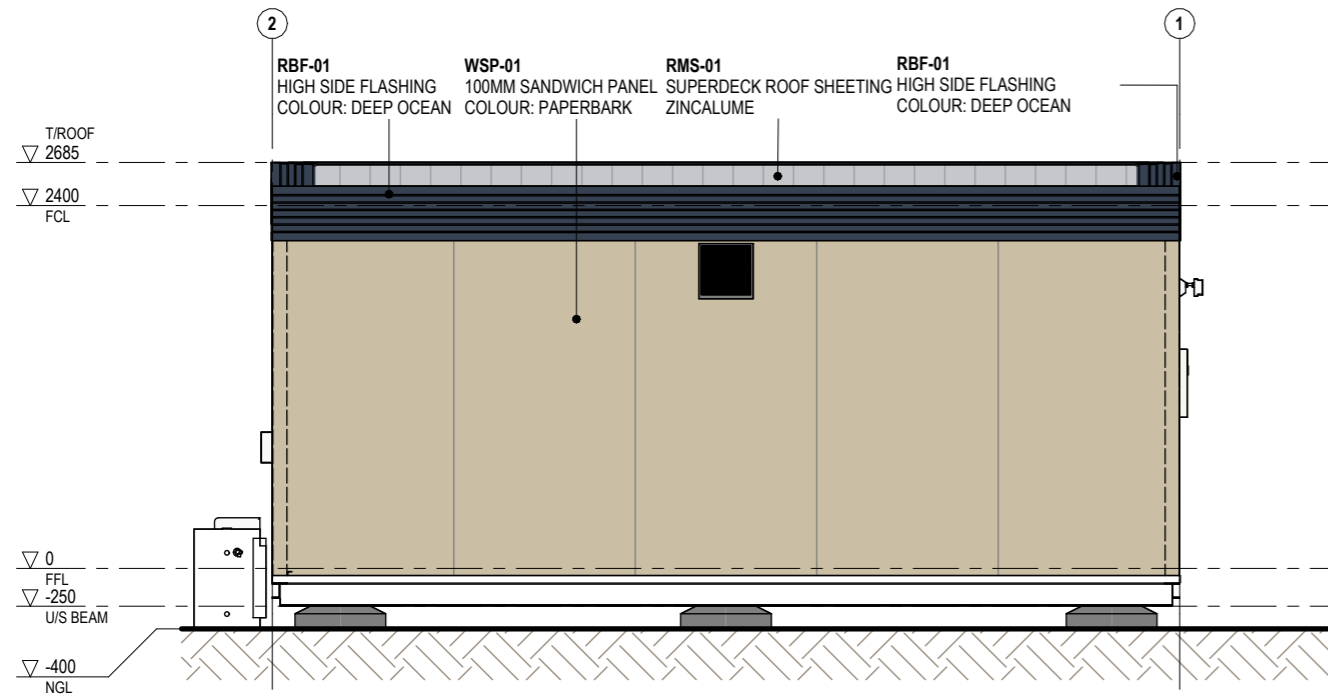 2
1
RBF-01
HIGH SIDE FLASHING
COLOUR: DEEP OCEAN
WSP-01
100MM SANDWICH PANEL
COLOUR: PAPERBARK
RMS-01
SUPERDECK ROOF SHEETING
ZINCALUME
RBF-01
HIGH SIDE FLASHING
COLOUR: DEEP OCEAN
T/ROOF
2685
2400
FCL
0
FFL
-250
U/S BEAM
-400
NGL